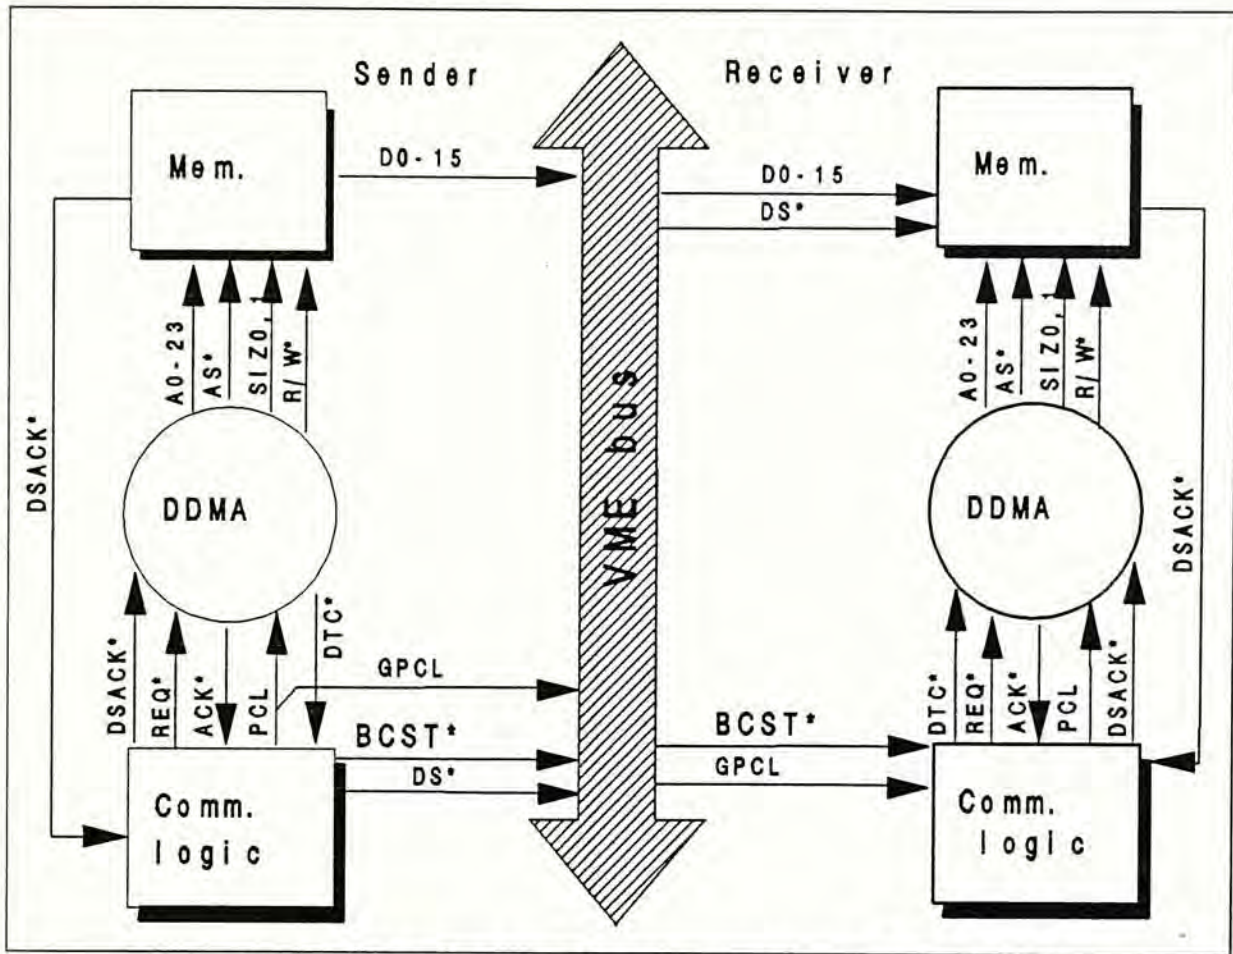 Sender
Receiver
Mem.
D0-15
D0-15
DS*
Mem.
A0-23
AS*
SIZ0,1
R/W*
A0-23
AS*
SIZ0,1
R/W*
DSACK*
DDMA
VME bus
DDMA
DSACK*
DSACK*
REQ*
ACK*
PCL
DTC*
GPCL
DTC*
REQ*
ACK*
PCL
DSACK*
BCST*
DS*
BCST*
GPCL
Comm.
logic
Comm.
logic